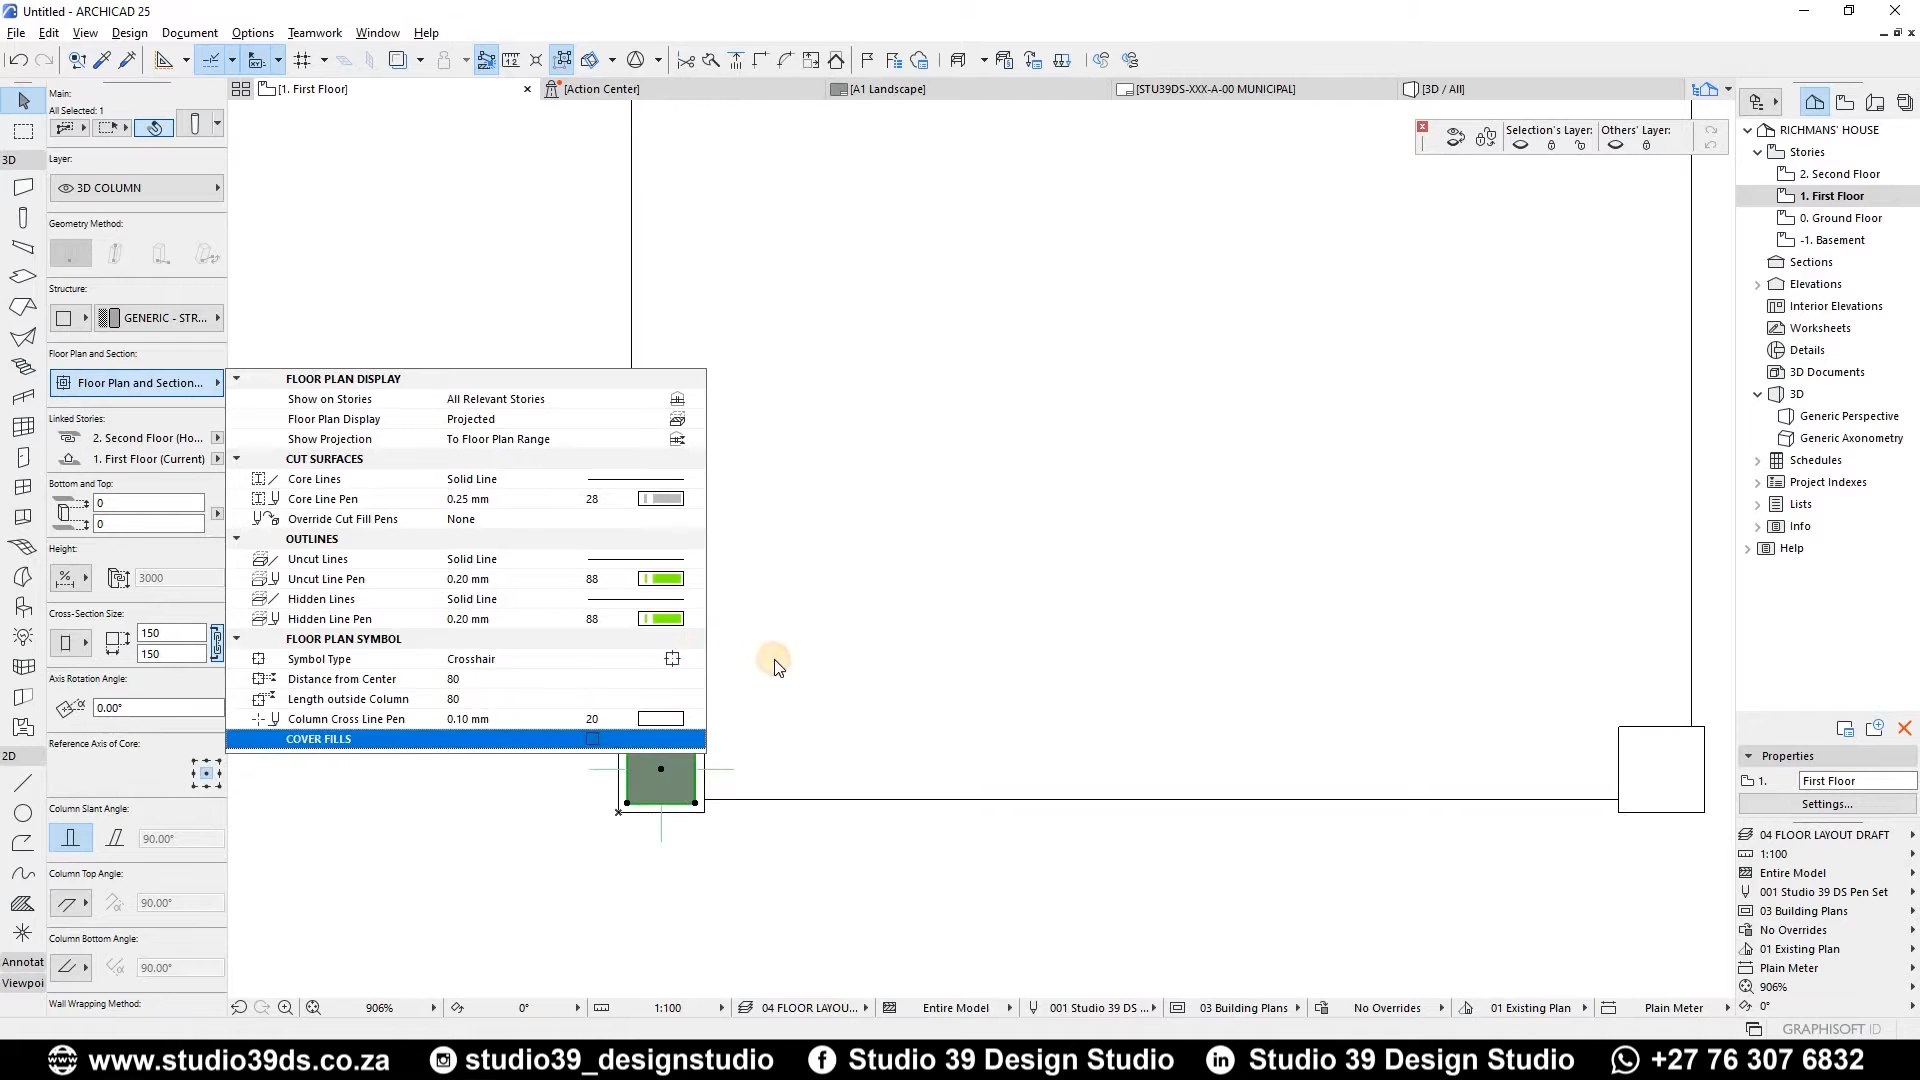 Untitled - ARCHICAD 25
File Edit View Design Document Options Teamwork Window Help
[1. First Floor]
[Action Center]
[A1 Landscape]
[STU39DS-XXX-A-00 MUNICIPAL]
[3D / All]
Main:
All Selected: 1
Layer:
3D COLUMN
Geometry Method:
Structure:
GENERIC - STR...
Floor Plan and Section:
Floor Plan and Section...
Linked Stories:
2. Second Floor (Ho...
1. First Floor (Current)
Bottom and Top:
0
0
Height:
3000
Cross-Section Size:
150
150
Axis Rotation Angle:
0.00°
Reference Axis of Core:
Column Slant Angle:
90.00°
Column Top Angle:
90.00°
Column Bottom Angle:
90.00°
Wall Wrapping Method:
3D
2D
Annotat
Viewpoi
FLOOR PLAN DISPLAY
Show on Stories All Relevant Stories
Floor Plan Display Projected
Show Projection To Floor Plan Range
CUT SURFACES
Core Lines Solid Line
Core Line Pen 0.25 mm 28
Override Cut Fill Pens None
OUTLINES
Uncut Lines Solid Line
Uncut Line Pen 0.20 mm 88
Hidden Lines Solid Line
Hidden Line Pen 0.20 mm 88
FLOOR PLAN SYMBOL
Symbol Type Crosshair
Distance from Center 80
Length outside Column 80
Column Cross Line Pen 0.10 mm 20
COVER FILLS
Selection's Layer: Others' Layer:
RICHMANS' HOUSE
Stories
2. Second Floor
1. First Floor
0. Ground Floor
-1. Basement
Sections
Elevations
Interior Elevations
Worksheets
Details
3D Documents
3D
Generic Perspective
Generic Axonometry
Schedules
Project Indexes
Lists
Info
Help
Properties
1. First Floor
Settings...
04 FLOOR LAYOUT DRAFT
1:100
Entire Model
001 Studio 39 DS Pen Set
03 Building Plans
No Overrides
01 Existing Plan
Plain Meter
906%
0°
906% 0° 1:100 04 FLOOR LAYOU... Entire Model 001 Studio 39 DS ... 03 Building Plans No Overrides 01 Existing Plan Plain Meter
GRAPHISOFT ID
www.studio39ds.co.za studio39_designstudio Studio 39 Design Studio Studio 39 Design Studio +27 76 307 6832